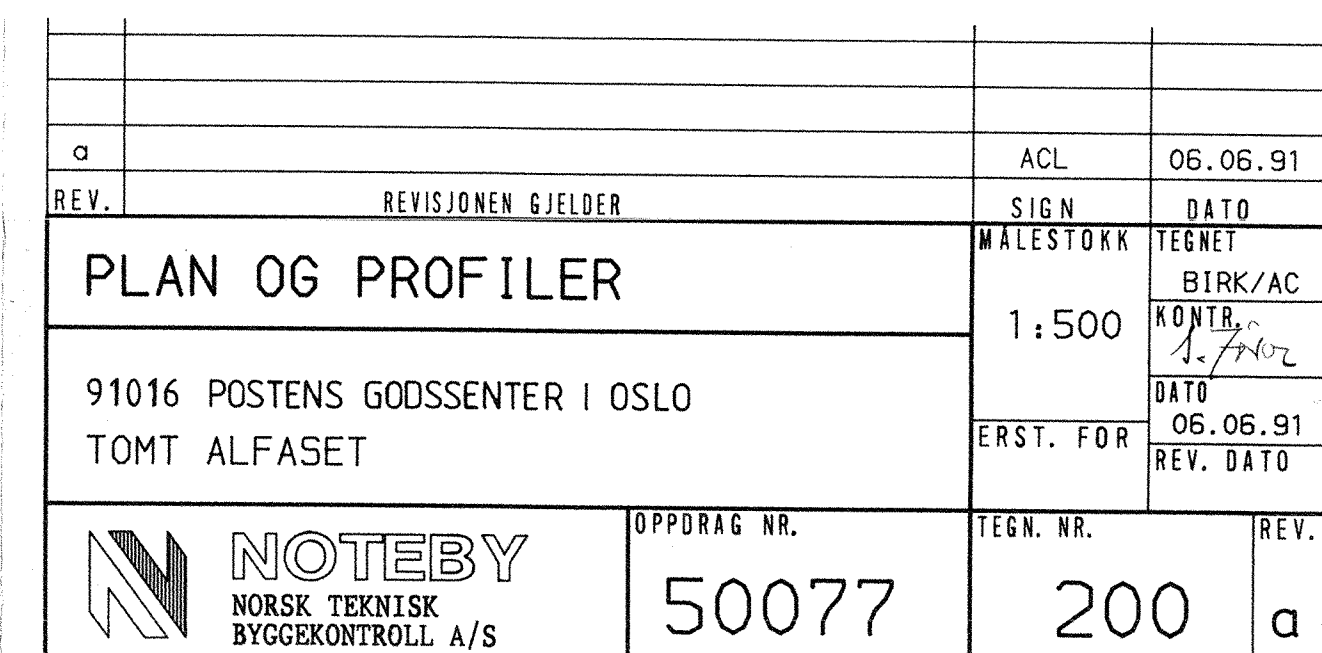 a ACL 06.06.91
REV. REVISJONEN GJELDER SIGN DATO
PLAN OG PROFILER
MÅLESTOKK
1:500
TEGNET
BIRK/AC
KONTR.
DATO
06.06.91
91016 POSTENS GODSSENTER I OSLO
TOMT ALFASET
ERST. FOR
REV. DATO
NOTEBY
NORSK TEKNISK
BYGGEKONTROLL A/S
OPPDRAG NR.
50077
TEGN. NR.
200
REV.
a